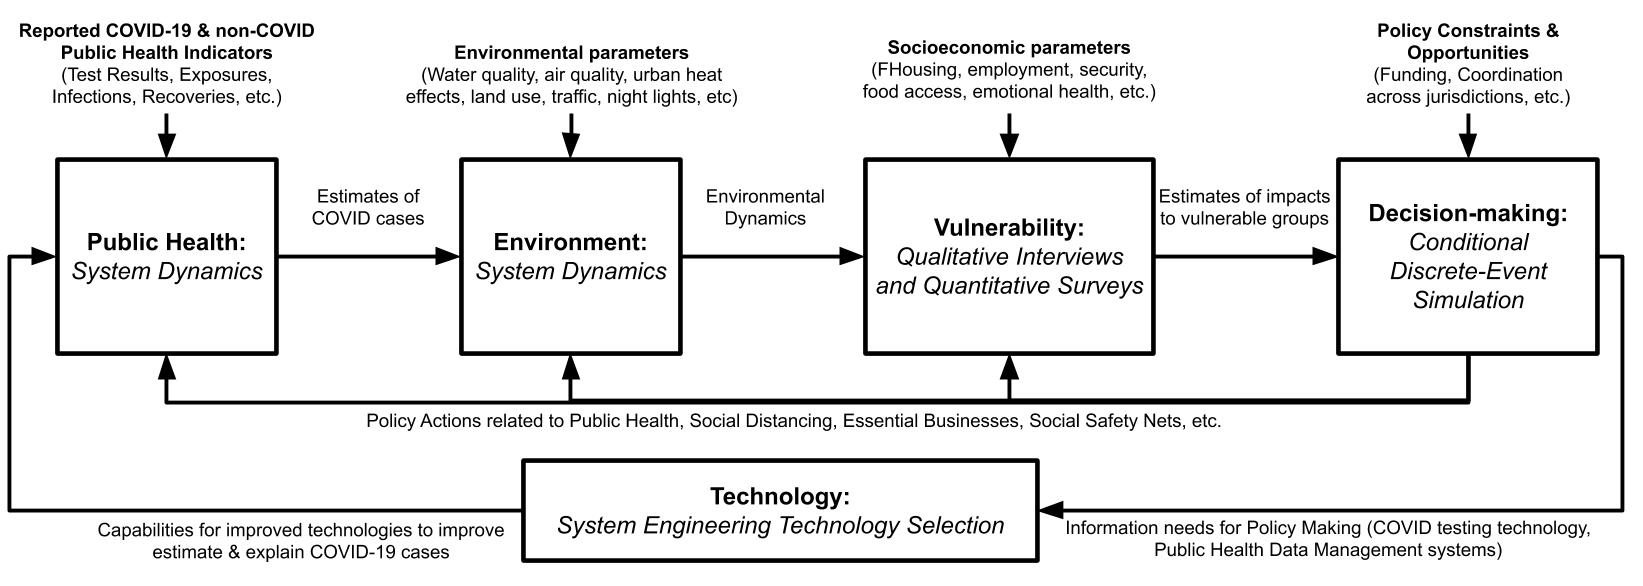 Reported COVID-19 & non-COVID
Public Health Indicators
(Test Results, Exposures,
Infections, Recoveries, etc.)
Environmental parameters
(Water quality, air quality, urban heat
effects, land use, traffic, night lights, etc)
Socioeconomic parameters
(FHousing, employment, security,
food access, emotional health, etc.)
Policy Constraints &
Opportunities
(Funding, Coordination
across jurisdictions, etc.)
Public Health:
System Dynamics
Estimates of
COVID cases
Environment:
System Dynamics
Environmental
Dynamics
Vulnerability:
Qualitative Interviews
and Quantitative Surveys
Estimates of impacts
to vulnerable groups
Decision-making:
Conditional
Discrete-Event
Simulation
Policy Actions related to Public Health, Social Distancing, Essential Businesses, Social Safety Nets, etc.
Technology:
System Engineering Technology Selection
Capabilities for improved technologies to improve
estimate & explain COVID-19 cases
Information needs for Policy Making (COVID testing technology,
Public Health Data Management systems)